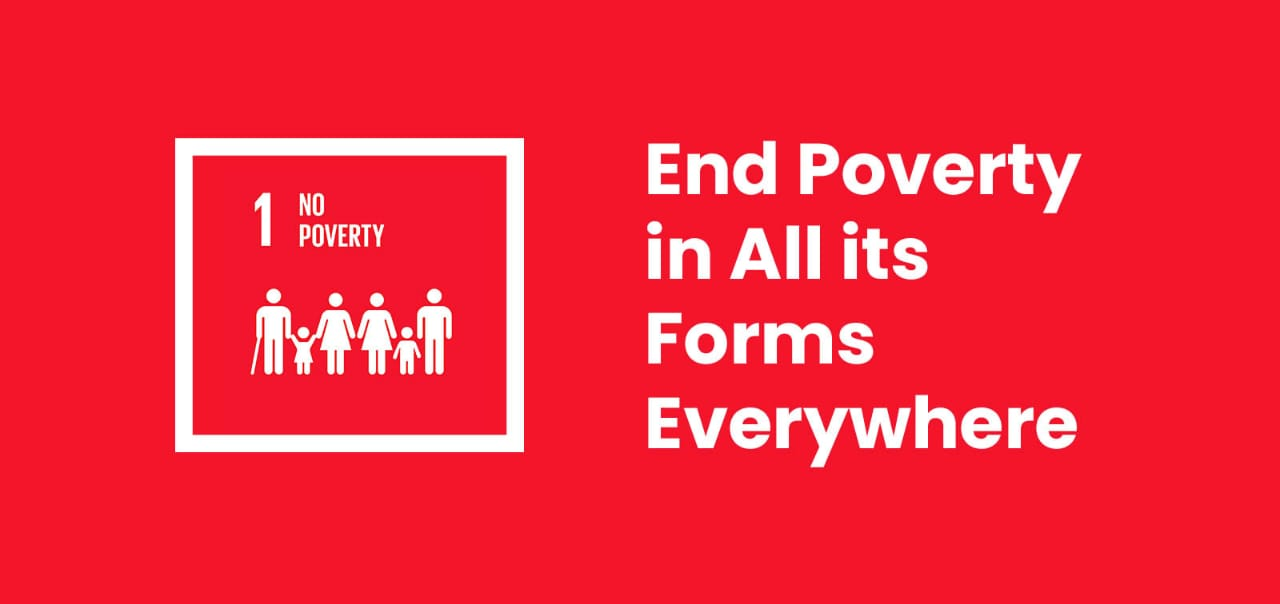 1 NO
POVERTY
End Poverty
in All its
Forms
Everywhere